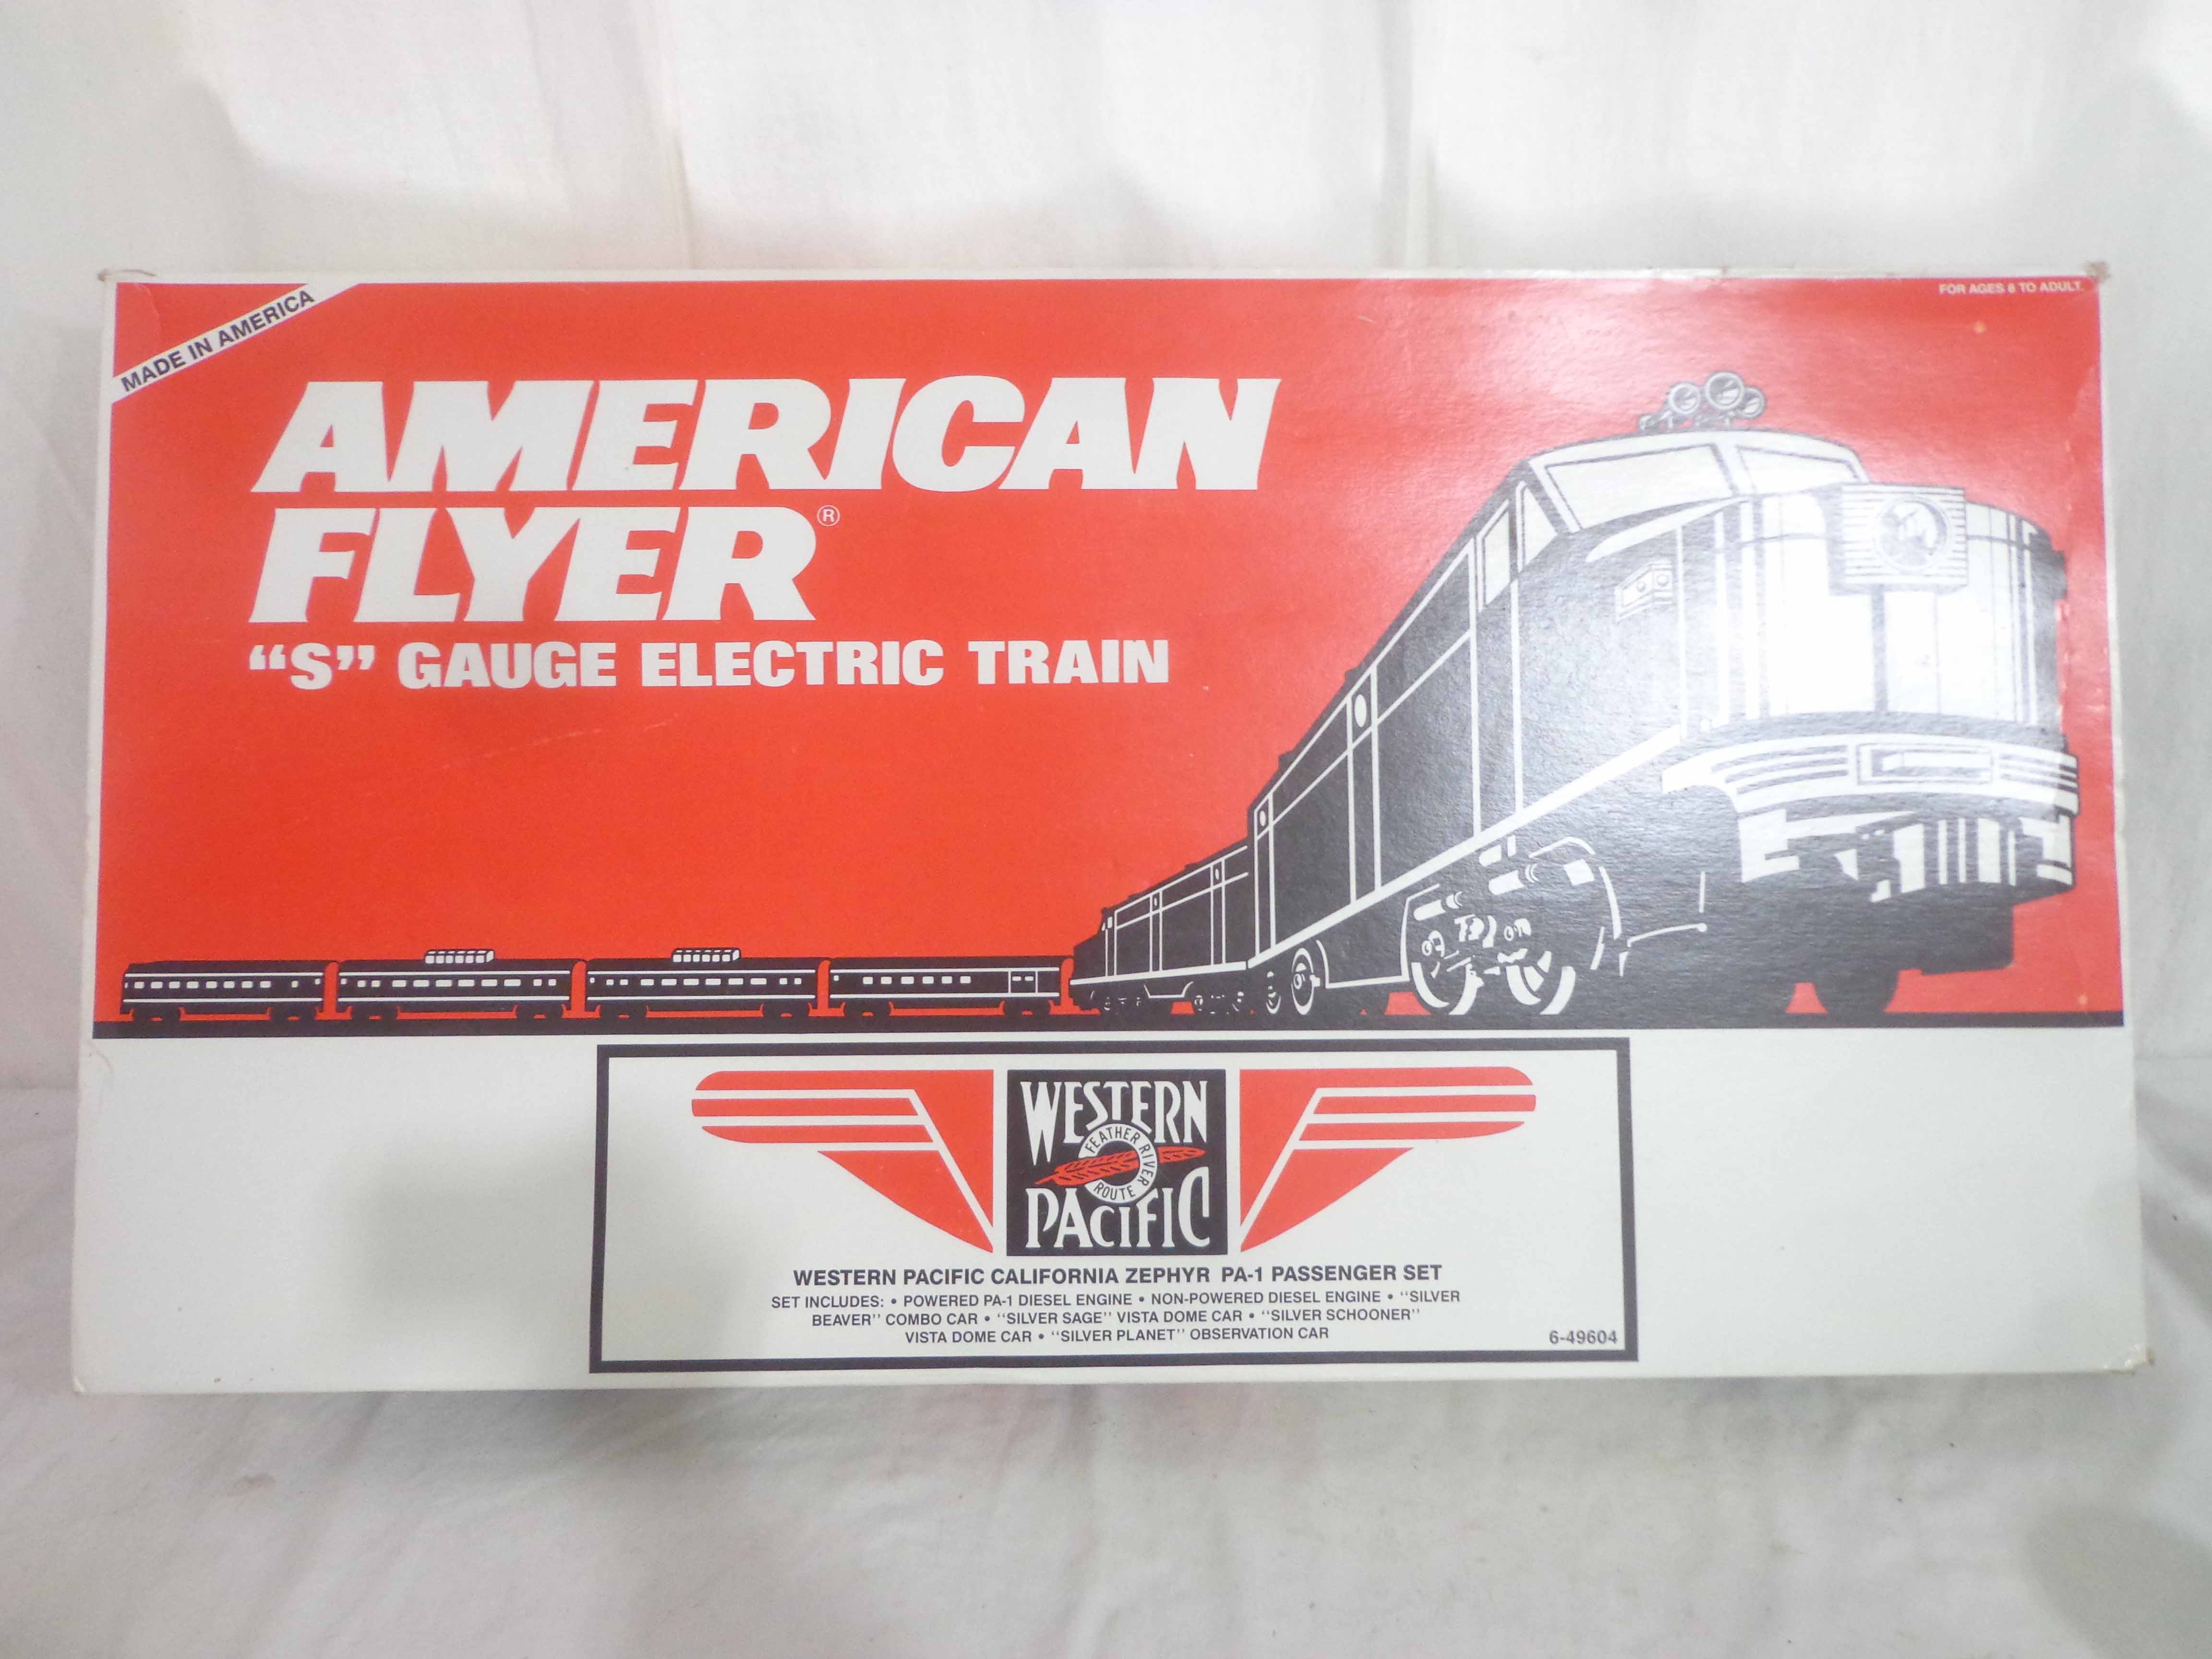 MADE IN AMERICA
FOR AGES 8 TO ADULT.
AMERICAN
FLYER®
“S” GAUGE ELECTRIC TRAIN
WESTERN
FEATHER RIVER
ROUTE
PACIFIC
WESTERN PACIFIC CALIFORNIA ZEPHYR PA-1 PASSENGER SET
SET INCLUDES: • POWERED PA-1 DIESEL ENGINE • NON-POWERED DIESEL ENGINE • "SILVER
BEAVER" COMBO CAR • "SILVER SAGE" VISTA DOME CAR • "SILVER SCHOONER"
VISTA DOME CAR • "SILVER PLANET" OBSERVATION CAR
6-49604